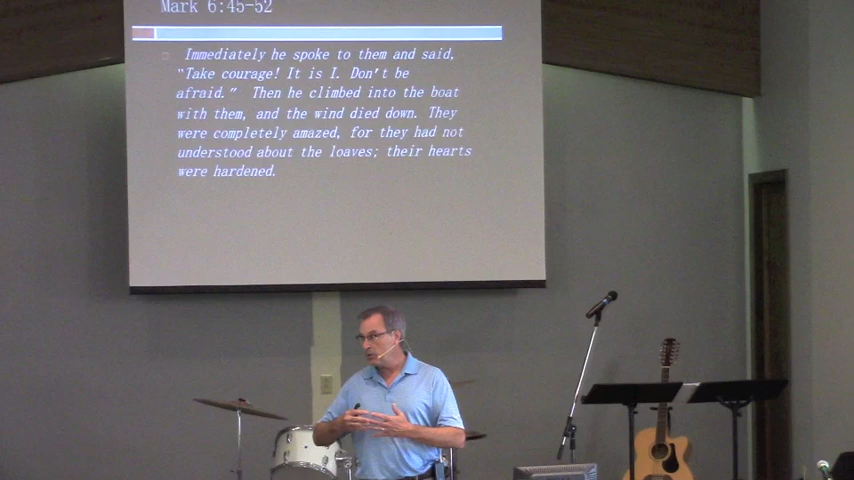 Mark 6:45-52
Immediately he spoke to them and said,
"Take courage! It is I. Don't be
afraid." Then he climbed into the boat
with them, and the wind died down. They
were completely amazed, for they had not
understood about the loaves; their hearts
were hardened.